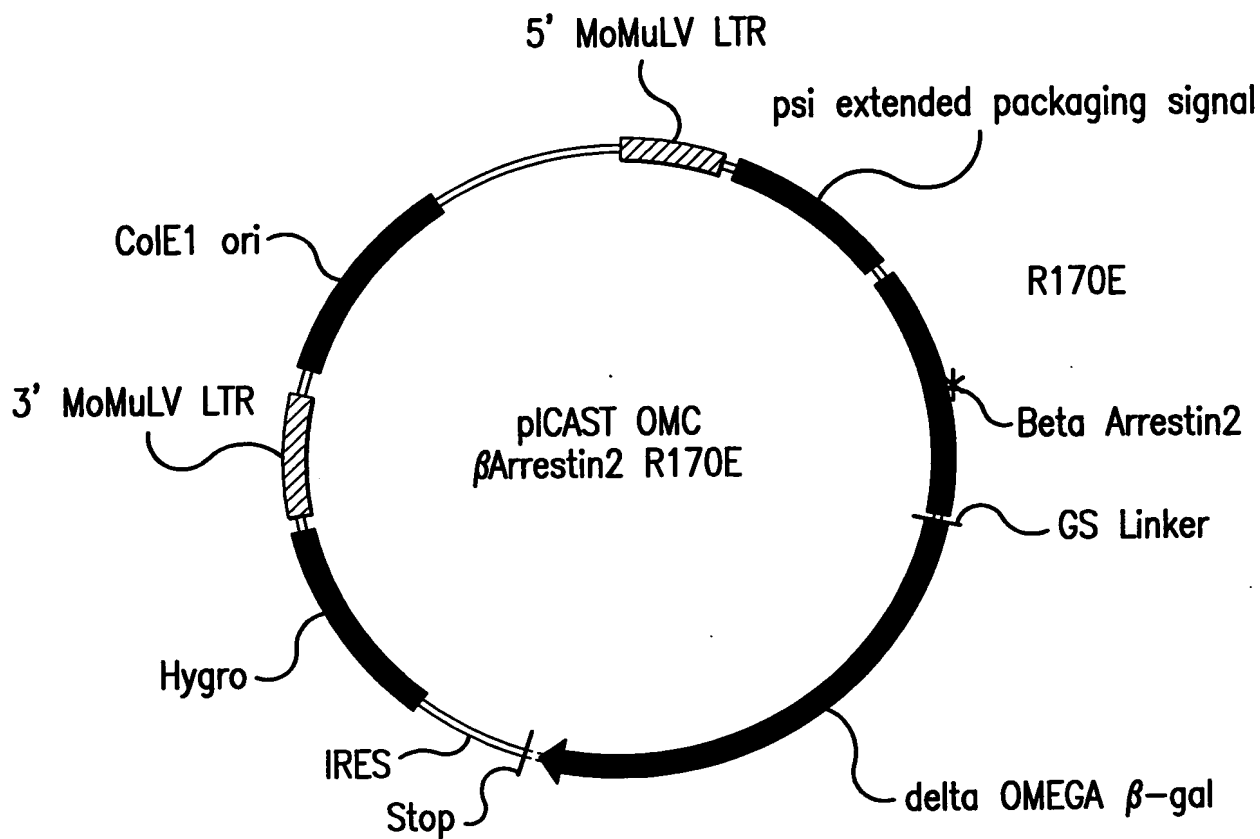 5' MoMuLV LTR
psi extended packaging signal
ColE1 ori
R170E
3' MoMuLV LTR
pICAST OMC
βArrestin2 R170E
Beta Arrestin2
GS Linker
Hygro
IRES
Stop
delta OMEGA β-gal